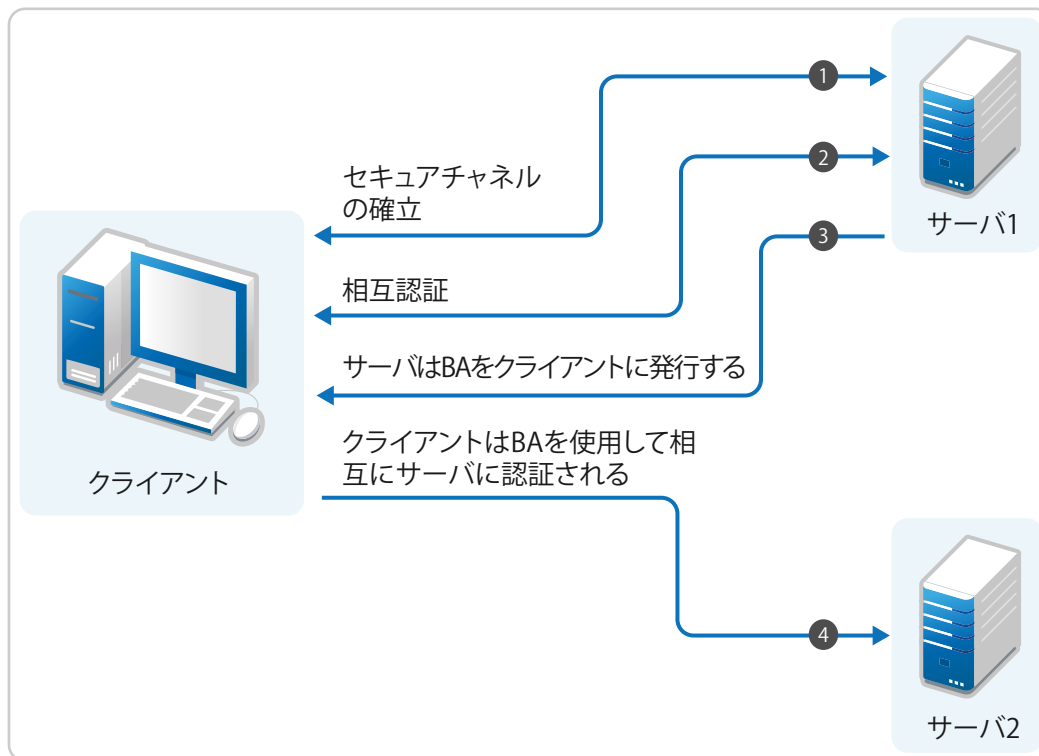 1
2
セキュアチャネル
の確立
サーバ1
3
相互認証
サーバはBAをクライアントに発行する
クライアントはBAを使用して相
互にサーバに認証される
クライアント
4
サーバ2